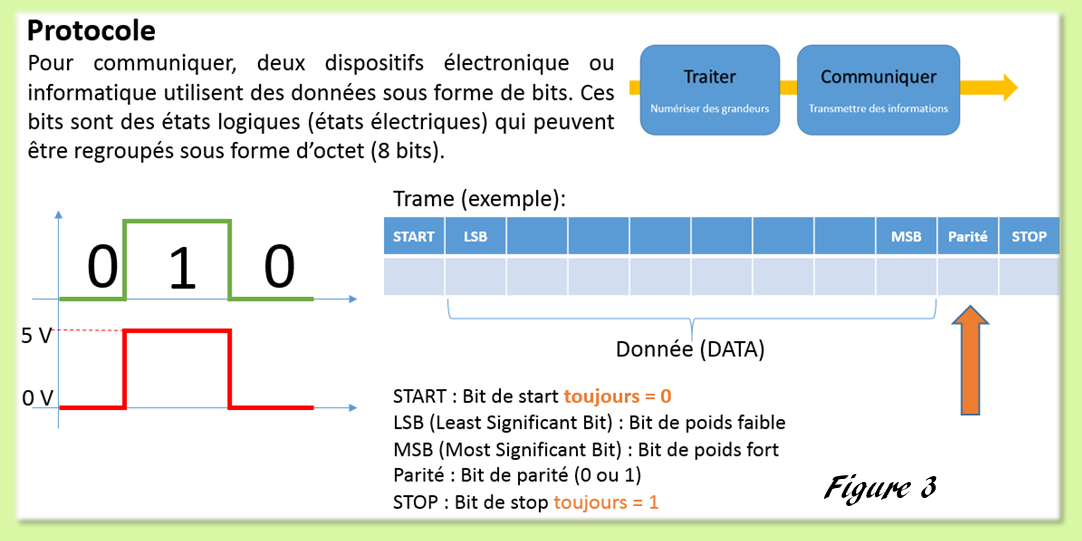 Protocole
Pour communiquer, deux dispositifs électronique ou
informatique utilisent des données sous forme de bits. Ces
bits sont des états logiques (états électriques) qui peuvent
être regroupés sous forme d’octet (8 bits).
Traiter
Numériser des grandeurs
Communiquer
Transmettre des informations
Trame (exemple):
START LSB MSB Parité STOP
0 1 0
5 V
0 V
Donnée (DATA)
START : Bit de start toujours = 0
LSB (Least Significant Bit) : Bit de poids faible
MSB (Most Significant Bit) : Bit de poids fort
Parité : Bit de parité (0 ou 1)
STOP : Bit de stop toujours = 1
Figure 3